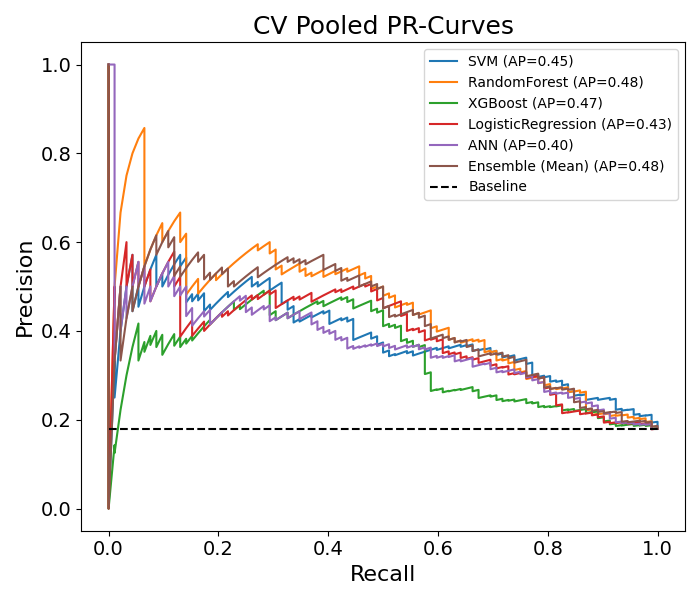 CV Pooled PR-Curves
SVM (AP=0.45)
RandomForest (AP=0.48)
XGBoost (AP=0.47)
LogisticRegression (AP=0.43)
ANN (AP=0.40)
Ensemble (Mean) (AP=0.48)
Baseline
Precision
1.0
0.8
0.6
0.4
0.2
0.0
0.0 0.2 0.4 0.6 0.8 1.0
Recall